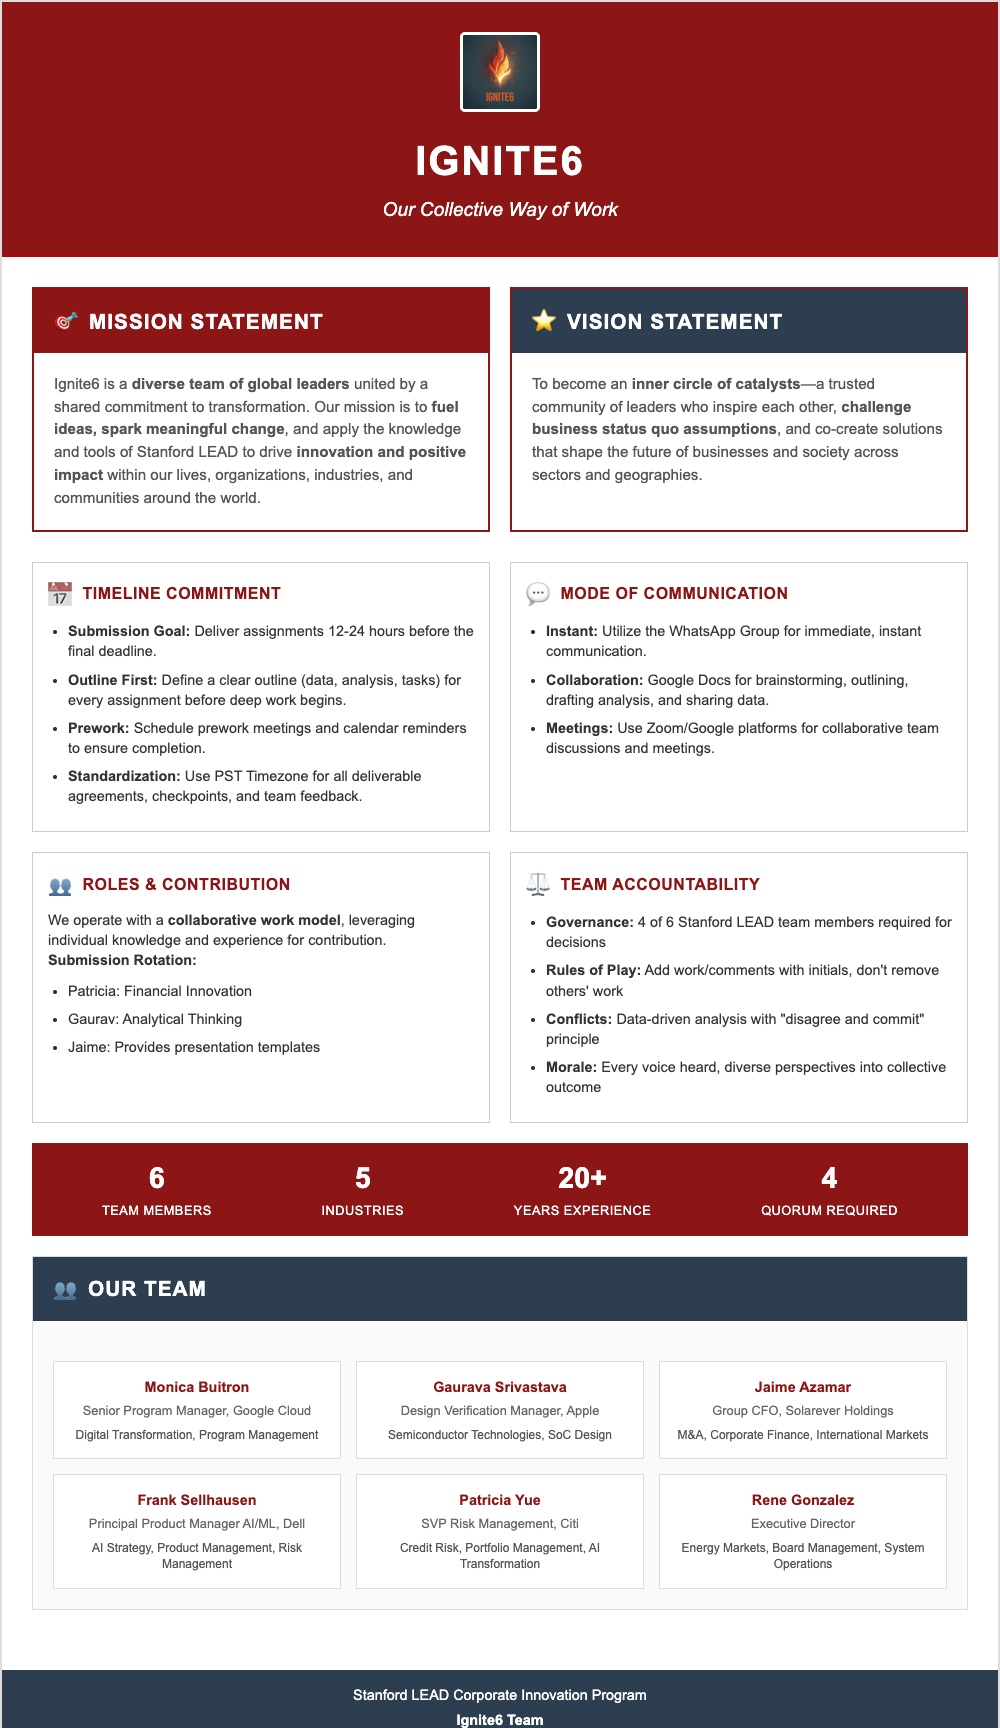 IGNITE6
IGNITE6
Our Collective Way of Work
MISSION STATEMENT
Ignite6 is a diverse team of global leaders united by a
shared commitment to transformation. Our mission is to fuel
ideas, spark meaningful change, and apply the knowledge
and tools of Stanford LEAD to drive innovation and positive
impact within our lives, organizations, industries, and
communities around the world.
VISION STATEMENT
To become an inner circle of catalysts—a trusted
community of leaders who inspire each other, challenge
business status quo assumptions, and co-create solutions
that shape the future of businesses and society across
sectors and geographies.
17
TIMELINE COMMITMENT
• Submission Goal: Deliver assignments 12-24 hours before the
final deadline.
• Outline First: Define a clear outline (data, analysis, tasks) for
every assignment before deep work begins.
• Prework: Schedule prework meetings and calendar reminders
to ensure completion.
• Standardization: Use PST Timezone for all deliverable
agreements, checkpoints, and team feedback.
MODE OF COMMUNICATION
• Instant: Utilize the WhatsApp Group for immediate, instant
communication.
• Collaboration: Google Docs for brainstorming, outlining,
drafting analysis, and sharing data.
• Meetings: Use Zoom/Google platforms for collaborative team
discussions and meetings.
ROLES & CONTRIBUTION
We operate with a collaborative work model, leveraging
individual knowledge and experience for contribution.
Submission Rotation:
• Patricia: Financial Innovation
• Gaurav: Analytical Thinking
• Jaime: Provides presentation templates
TEAM ACCOUNTABILITY
• Governance: 4 of 6 Stanford LEAD team members required for
decisions
• Rules of Play: Add work/comments with initials, don't remove
others' work
• Conflicts: Data-driven analysis with "disagree and commit"
principle
• Morale: Every voice heard, diverse perspectives into collective
outcome
6
TEAM MEMBERS
5
INDUSTRIES
20+
YEARS EXPERIENCE
4
QUORUM REQUIRED
OUR TEAM
Monica Buitron
Senior Program Manager, Google Cloud
Digital Transformation, Program Management
Gaurava Srivastava
Design Verification Manager, Apple
Semiconductor Technologies, SoC Design
Jaime Azamar
Group CFO, Solarever Holdings
M&A, Corporate Finance, International Markets
Frank Sellhausen
Principal Product Manager AI/ML, Dell
AI Strategy, Product Management, Risk
Management
Patricia Yue
SVP Risk Management, Citi
Credit Risk, Portfolio Management, AI
Transformation
Rene Gonzalez
Executive Director
Energy Markets, Board Management, System
Operations
Stanford LEAD Corporate Innovation Program
Ignite6 Team